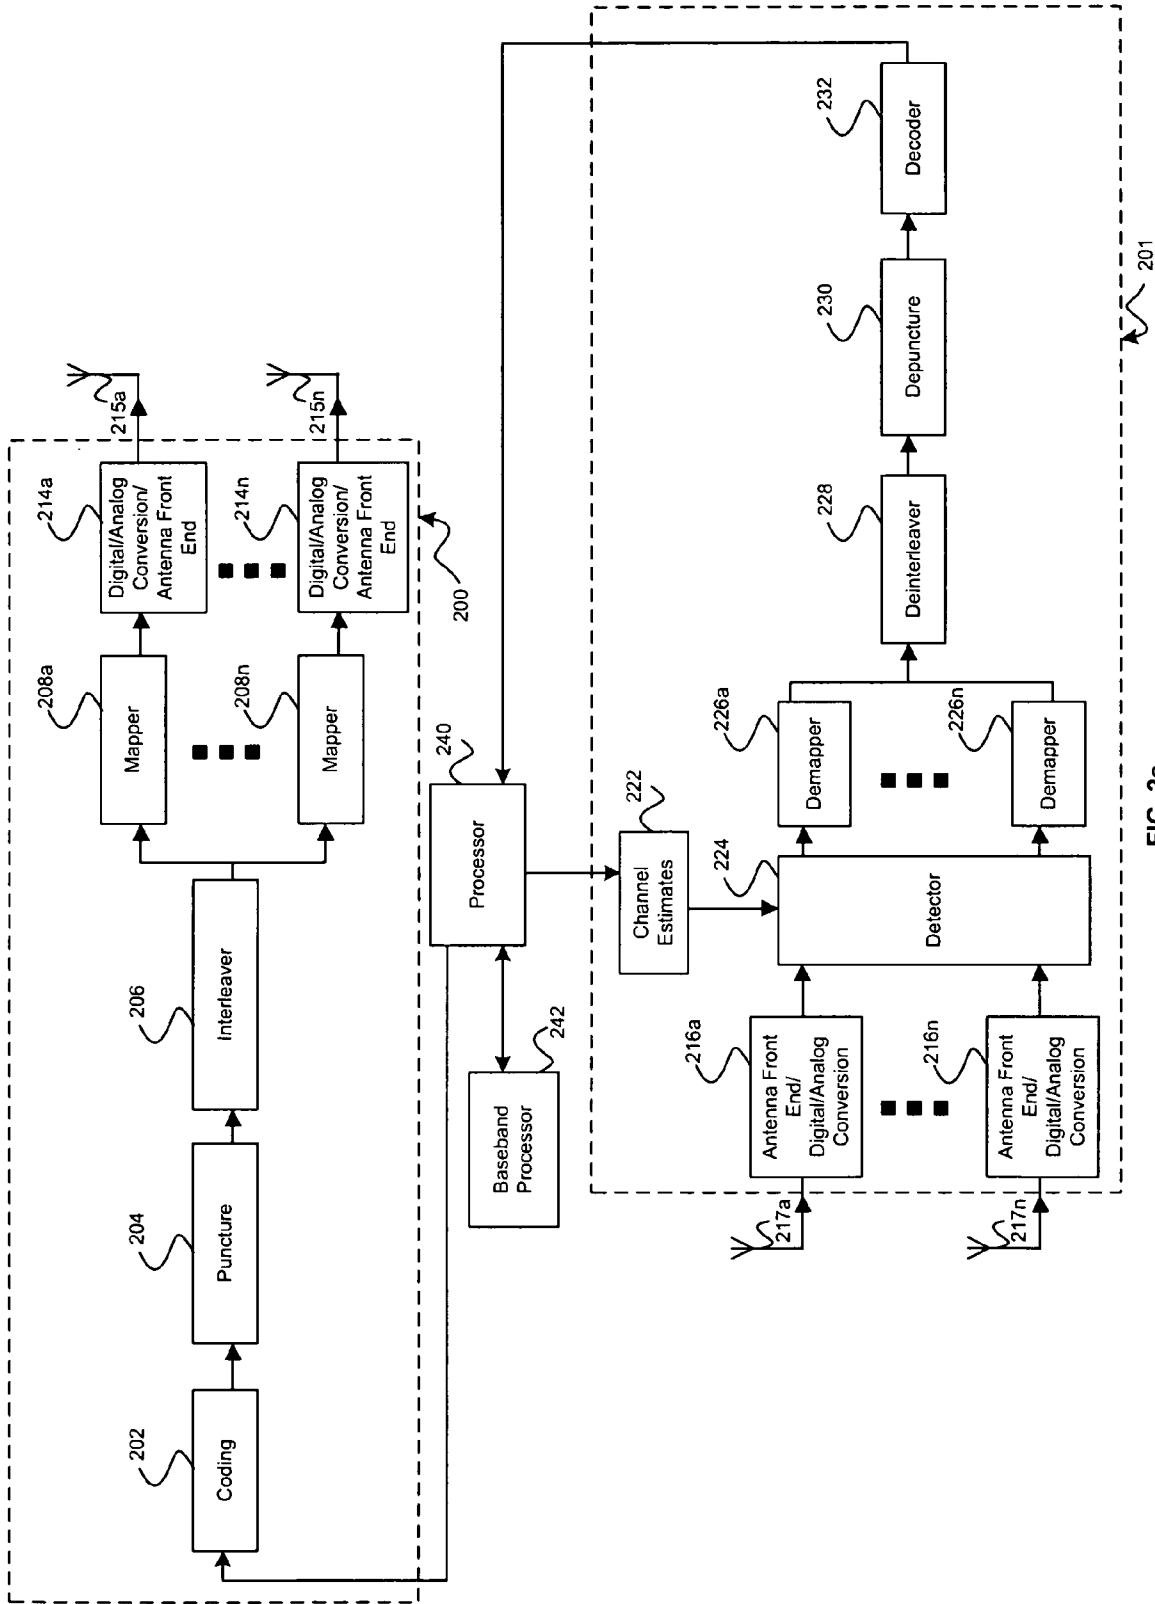 202
Coding
204
Puncture
206
Interleaver
208a
Mapper
208n
Mapper
214a
Digital/Analog
Conversion/
Antenna Front
End
214n
Digital/Analog
Conversion/
Antenna Front
End
215a
215n
200
240
Processor
242
Baseband
Processor
222
Channel
Estimates
217a
217n
216a
Antenna Front
End/
Digital/Analog
Conversion
216n
Antenna Front
End/
Digital/Analog
Conversion
224
Detector
226a
Demapper
226n
Demapper
228
Deinterleaver
230
Depuncture
232
Decoder
201